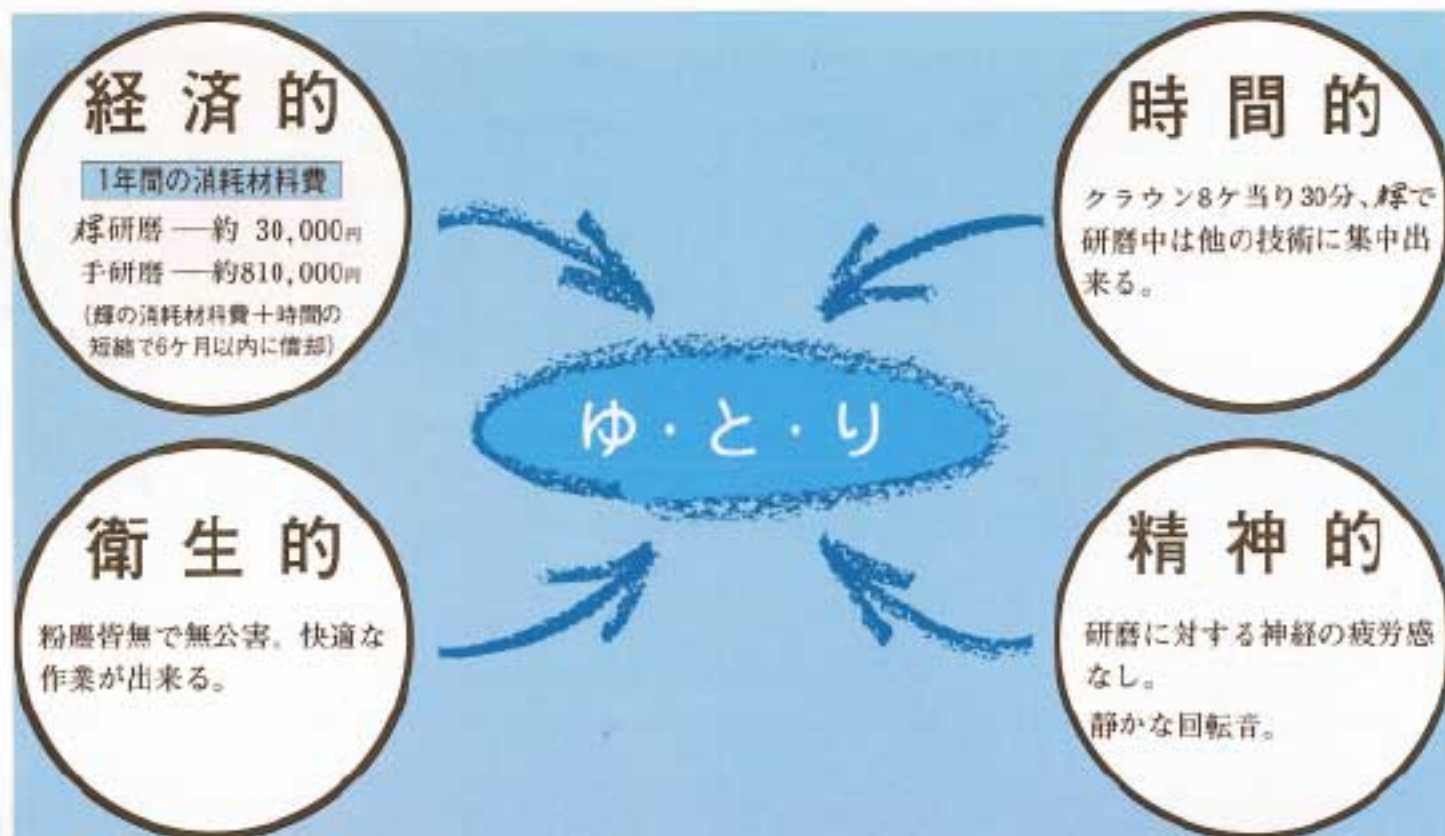 経済的
1年間の消耗材料費
輝研磨 ― 約 30,000円
手研磨 ― 約810,000円
(輝の消耗材料費＋時間の
短縮で6ケ月以内に償却)
時間的
クラウン8ケ当り30分、輝で
研磨中は他の技術に集中出
来る。
ゆ・と・り
衛生的
粉塵皆無で無公害。快適な
作業が出来る。
精神的
研磨に対する神経の疲労感
なし。
静かな回転音。